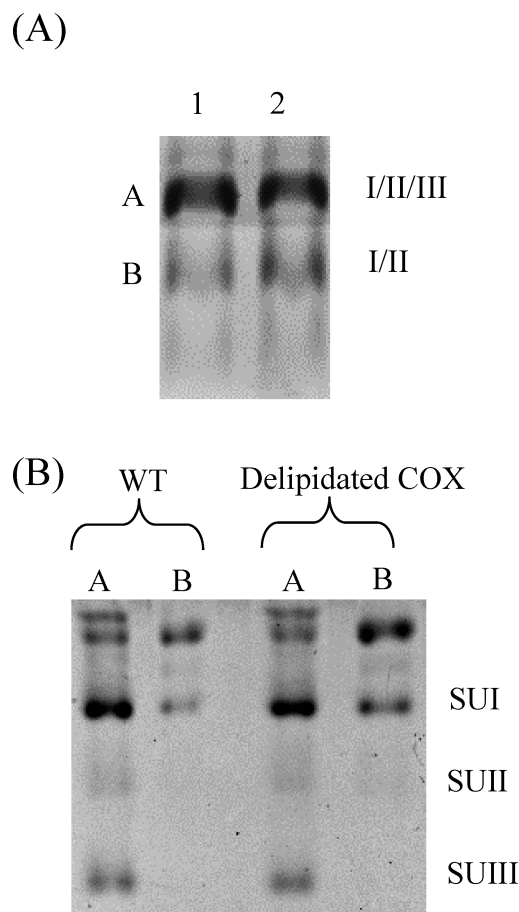 (A)
1 2
A I/II/III
B I/II
(B)
WT Delipidated COX
A B A B
SUI
SUII
SUIII